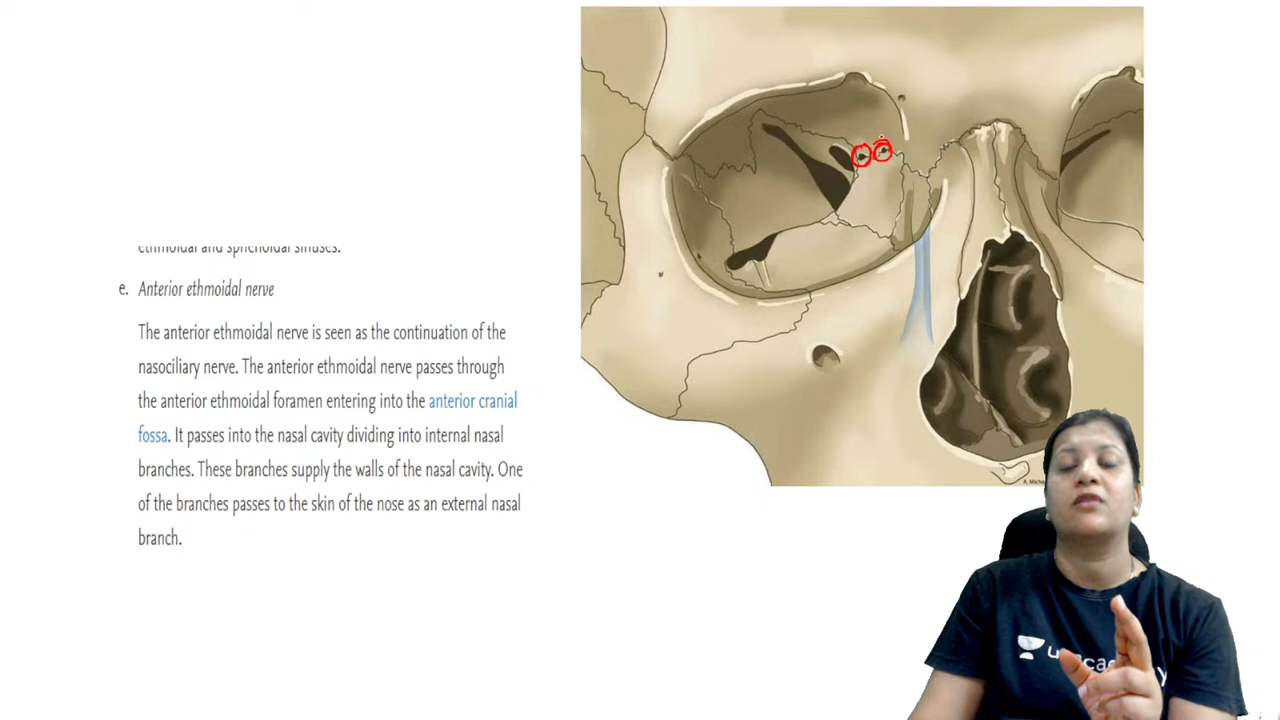 ethmoidal and sphenoidal sinuses.
e. Anterior ethmoidal nerve
The anterior ethmoidal nerve is seen as the continuation of the
nasociliary nerve. The anterior ethmoidal nerve passes through
the anterior ethmoidal foramen entering into the anterior cranial
fossa. It passes into the nasal cavity dividing into internal nasal
branches. These branches supply the walls of the nasal cavity. One
of the branches passes to the skin of the nose as an external nasal
branch.